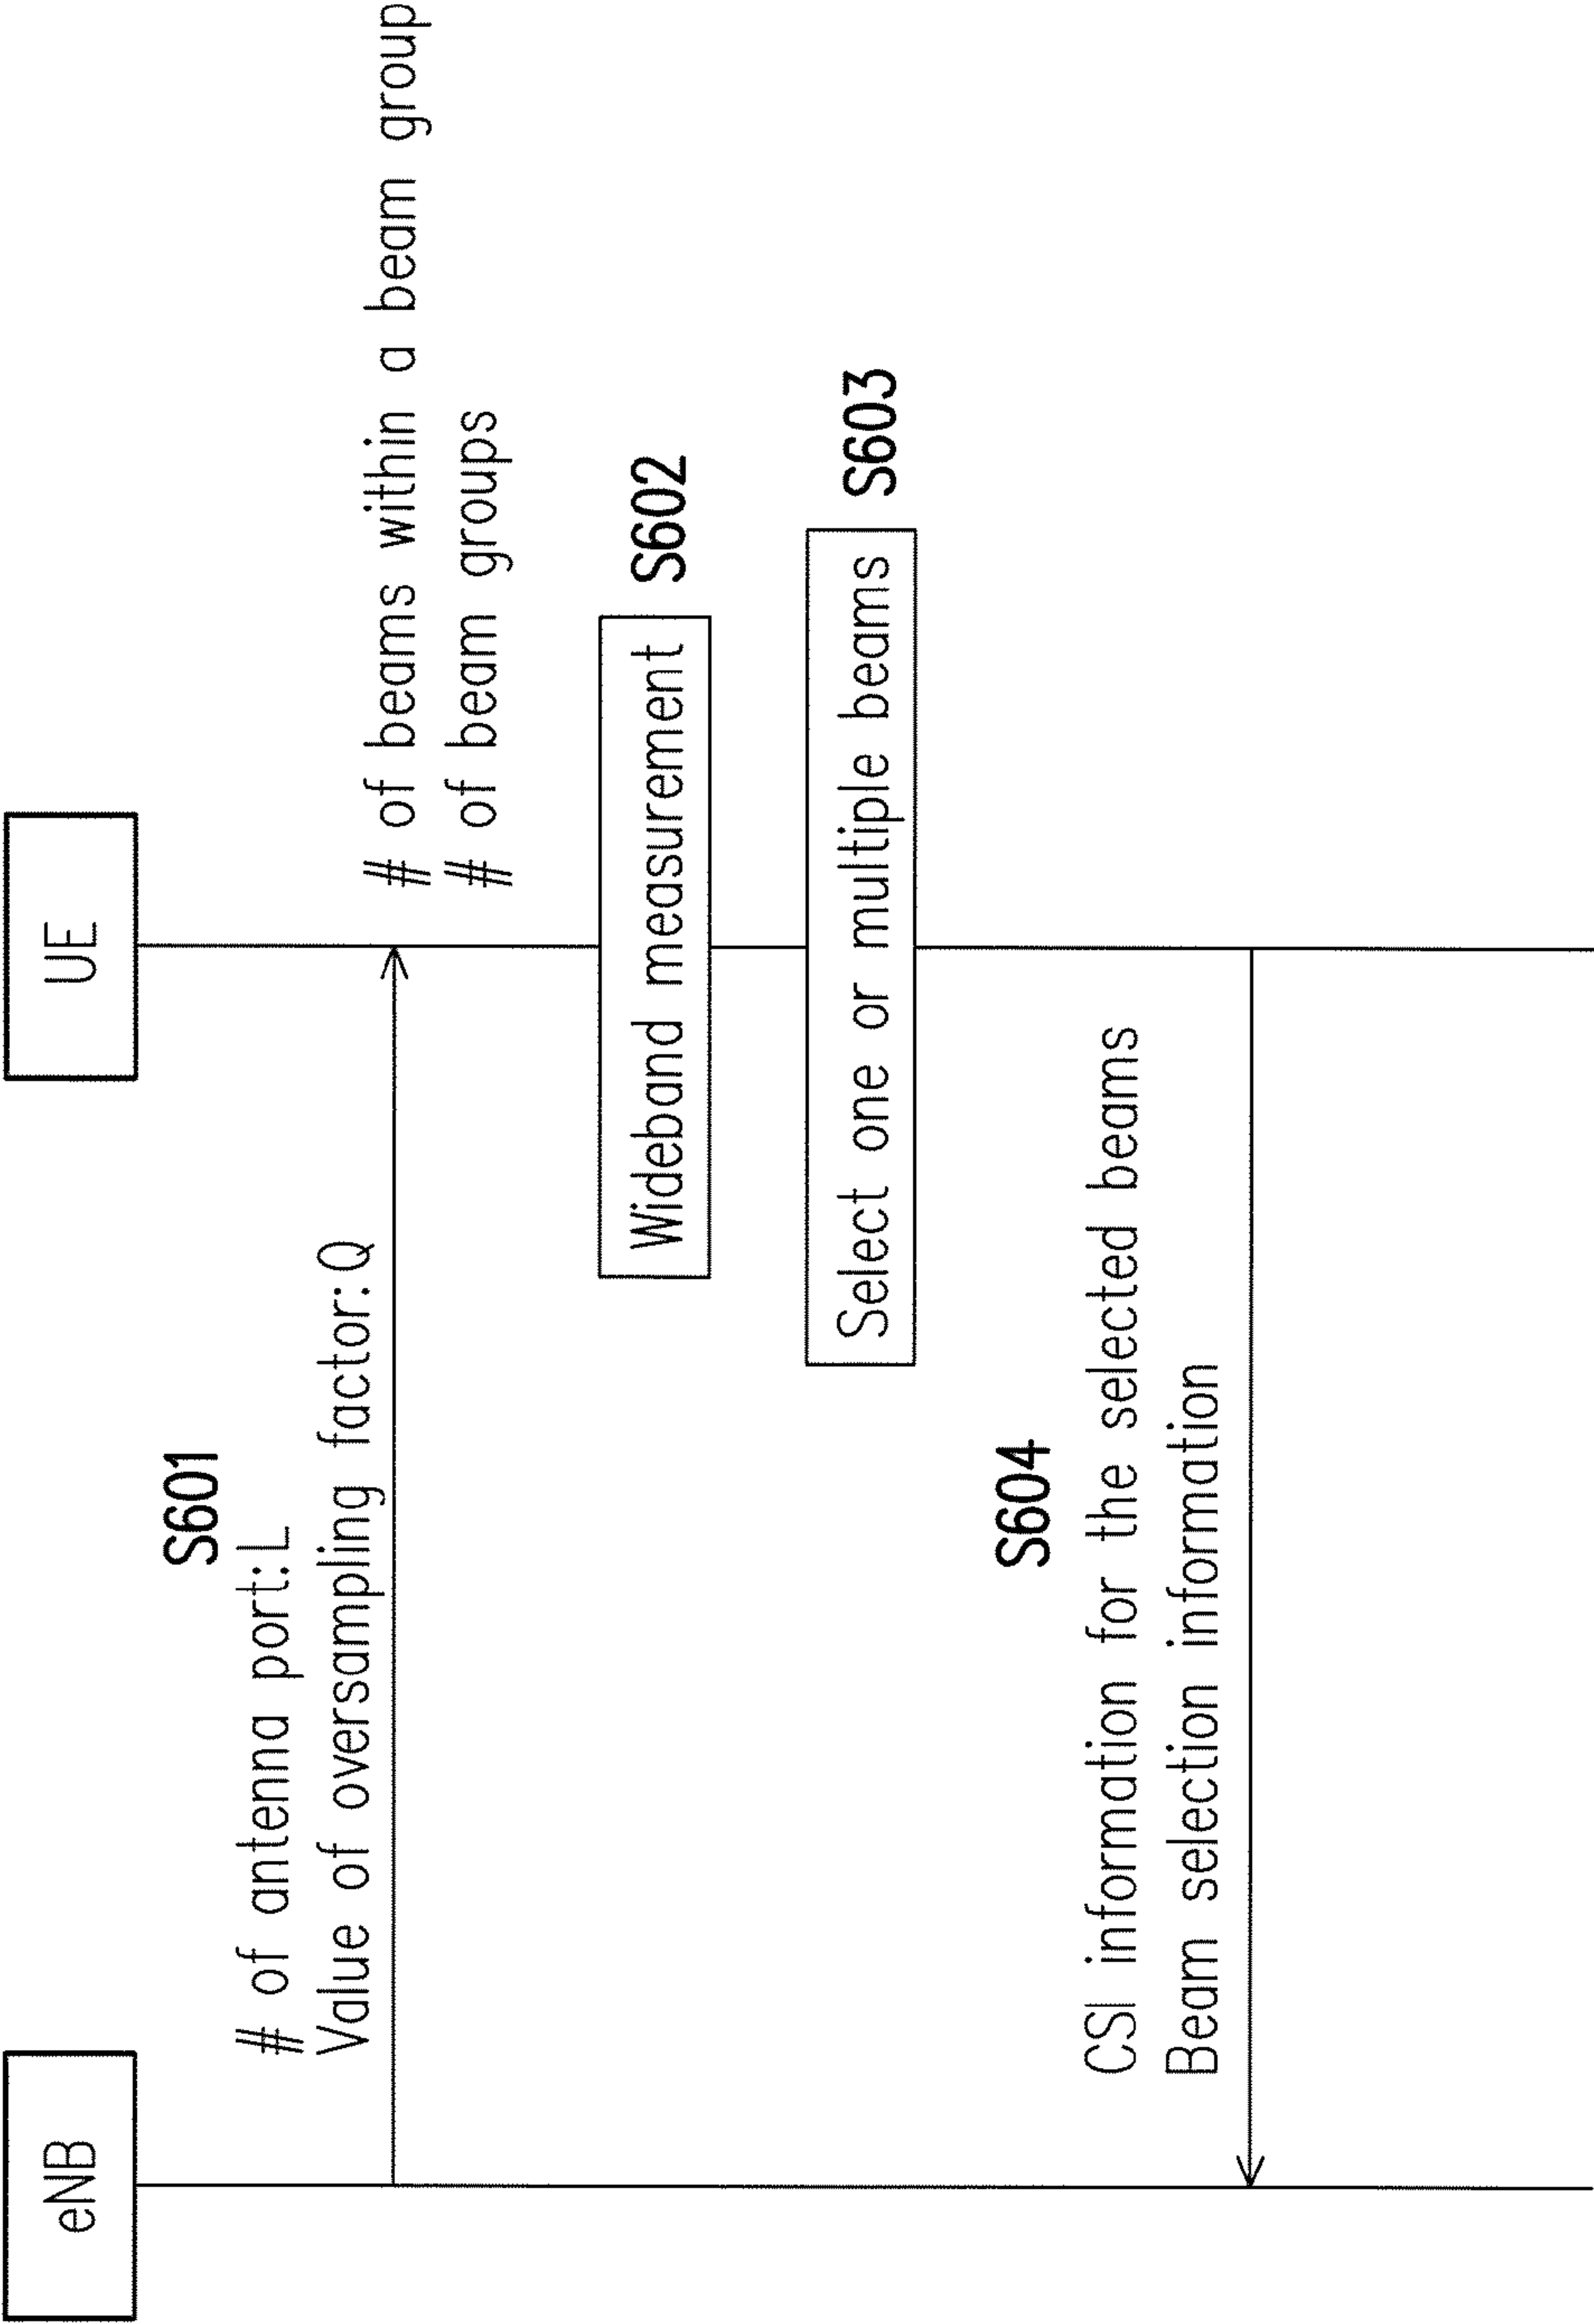 eNB
UE
S601
# of antenna port:L
Value of oversampling factor:Q
# of beams within a beam group
# of beam groups
Wideband measurement
S602
Select one or multiple beams
S603
S604
CSI information for the selected beams
Beam selection information